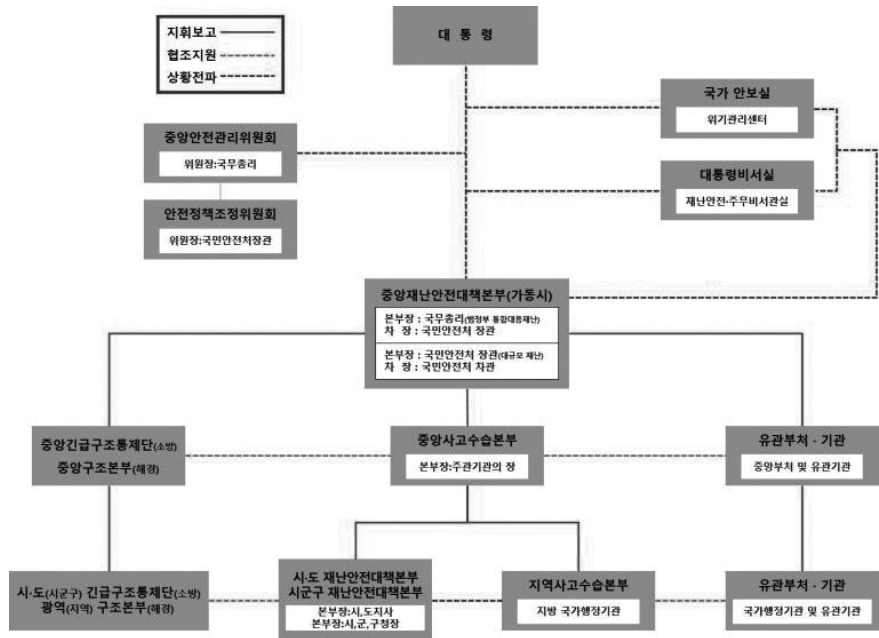 지휘보고
협조지원
상황전파
대 통 령
국가 안보실
위기관리센터
중앙안전관리위원회
위원장:국무총리
대통령비서실
재난안전·주무비서관실
안전정책조정위원회
위원장:국민안전처장관
중앙재난안전대책본부(가동시)
본부장 : 국무총리(범정부 통합대응재난)
차 장 : 국민안전처 장관
본부장 : 국민안전처 장관(대규모 재난)
차 장 : 국민안전처 차관
중앙긴급구조통제단(소방)
중앙구조본부(해경)
중앙사고수습본부
본부장:주관기관의 장
유관부처 · 기관
중앙부처 및 유관기관
시·도(시군구) 긴급구조통제단(소방)
광역(지역) 구조본부(해경)
시·도 재난안전대책본부
시군구 재난안전대책본부
본부장:시,도지사
본부장:시,군,구청장
지역사고수습본부
지방 국가행정기관
유관부처 · 기관
국가행정기관 및 유관기관